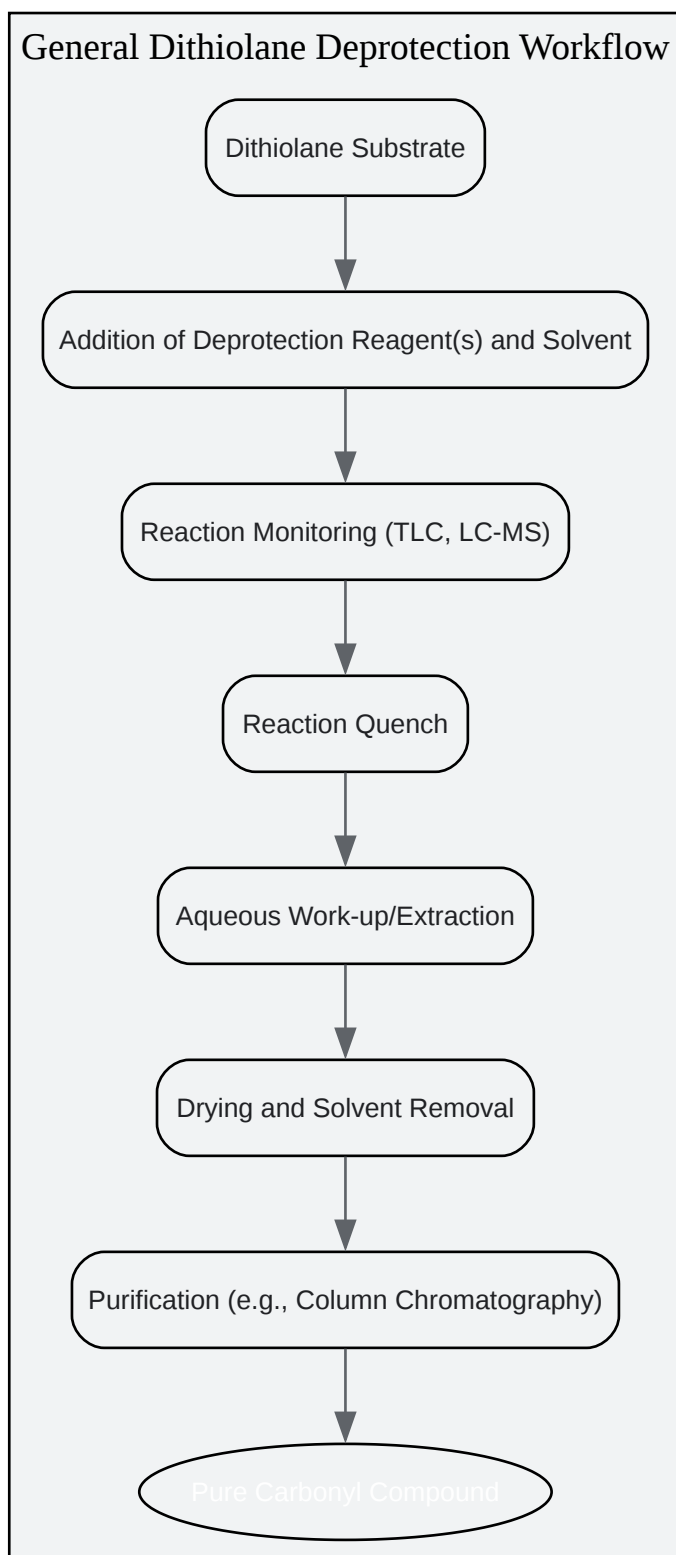 General Dithiolane Deprotection Workflow
Dithiolane Substrate
Addition of Deprotection Reagent(s) and Solvent
Reaction Monitoring (TLC, LC-MS)
Reaction Quench
Aqueous Work-up/Extraction
Drying and Solvent Removal
Purification (e.g., Column Chromatography)
Pure Carbonyl Compound